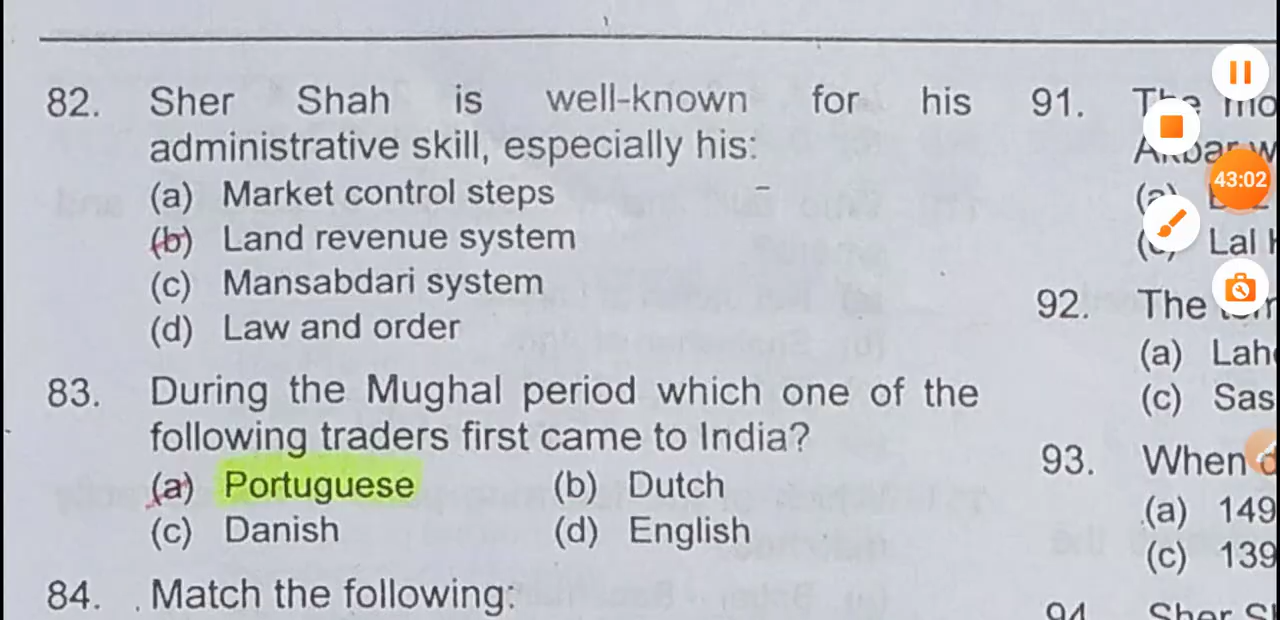 82. Sher Shah is well-known for his
administrative skill, especially his:
(a) Market control steps
(b) Land revenue system
(c) Mansabdari system
(d) Law and order
83. During the Mughal period which one of the
following traders first came to India?
(a) Portuguese (b) Dutch
(c) Danish (d) English
84. Match the following:
91. The
92. The
(a)
(c)
93. When
(a) 149
(c) 139
94
43:02